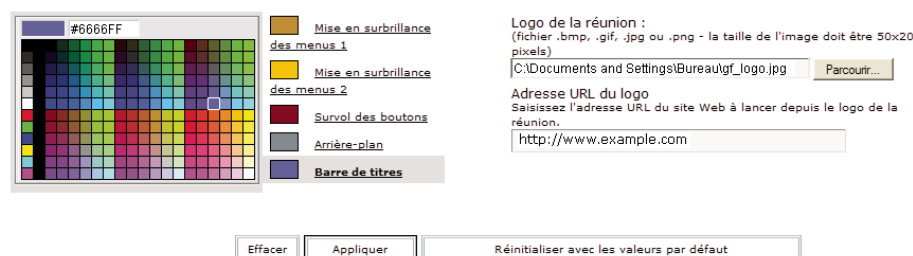 #6666FF
Mise en surbrillance
des menus 1
Mise en surbrillance
des menus 2
Survol des boutons
Arrière-plan
Barre de titres
Logo de la réunion :
(fichier .bmp, .gif, .jpg ou .png - la taille de l'image doit être 50x20
pixels)
C:\Documents and Settings\Bureau\gf_logo.jpg
Parcourir...
Adresse URL du logo
Saisissez l'adresse URL du site Web à lancer depuis le logo de la
réunion.
http://www.example.com
Effacer
Appliquer
Réinitialiser avec les valeurs par défaut